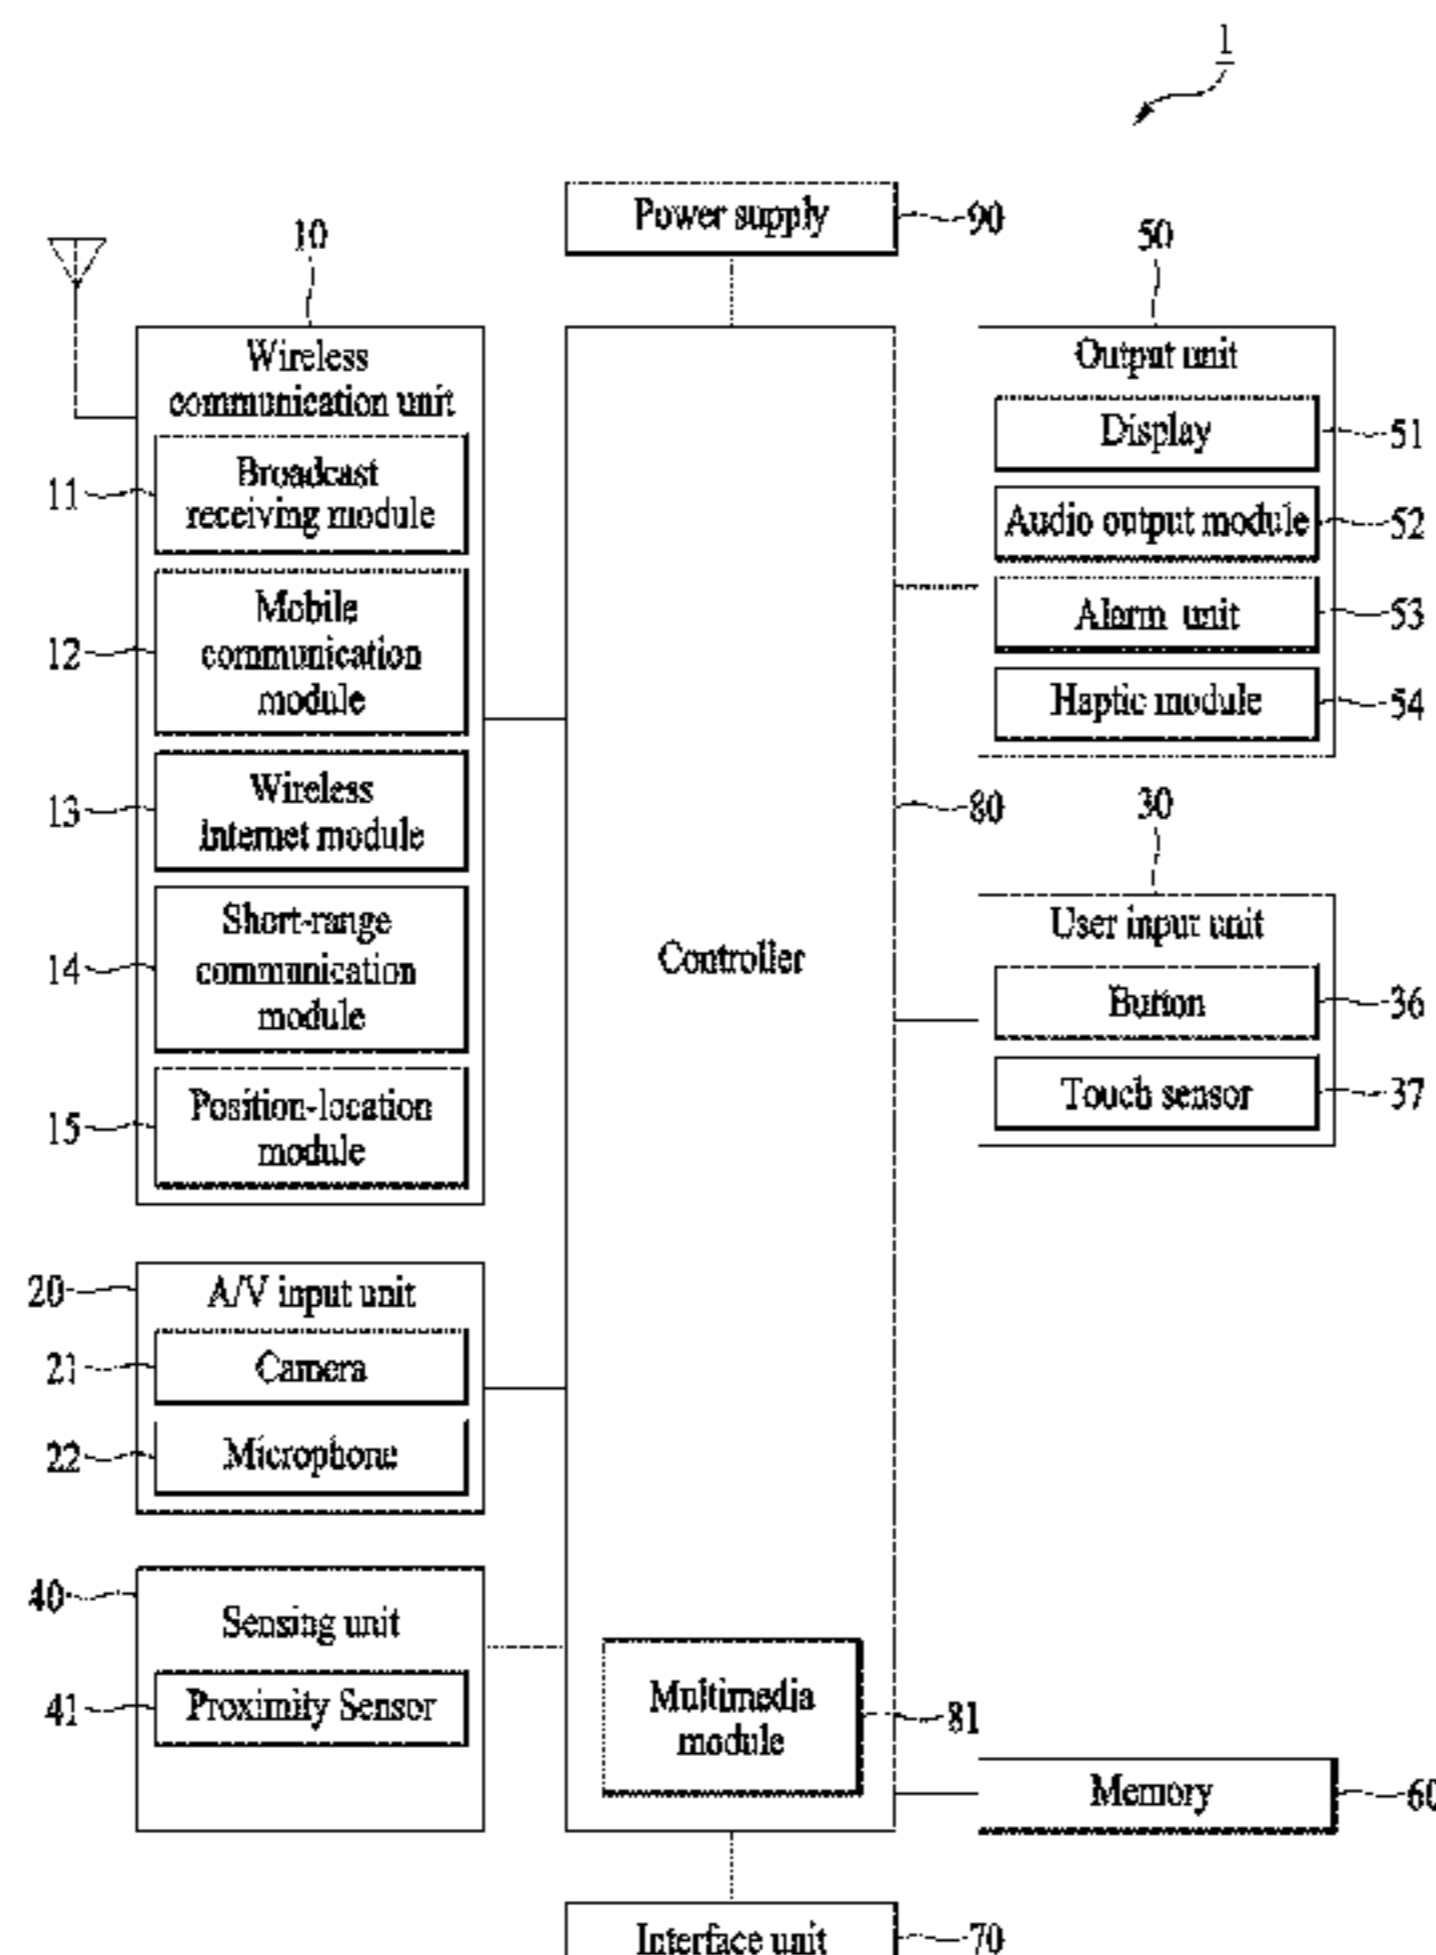 1
Power supply
90
10
Wireless
communication unit
11
Broadcast
receiving module
12
Mobile
communication
module
13
Wireless
internet module
14
Short-range
communication
module
15
Position-location
module
20
A/V input unit
21
Camera
22
Microphone
40
Sensing unit
41
Proximity Sensor
Controller
80
Multimedia
module
81
50
Output unit
Display
51
Audio output module
52
Alarm unit
53
Haptic module
54
30
User input unit
Button
36
Touch sensor
37
Memory
60
Interface unit
70